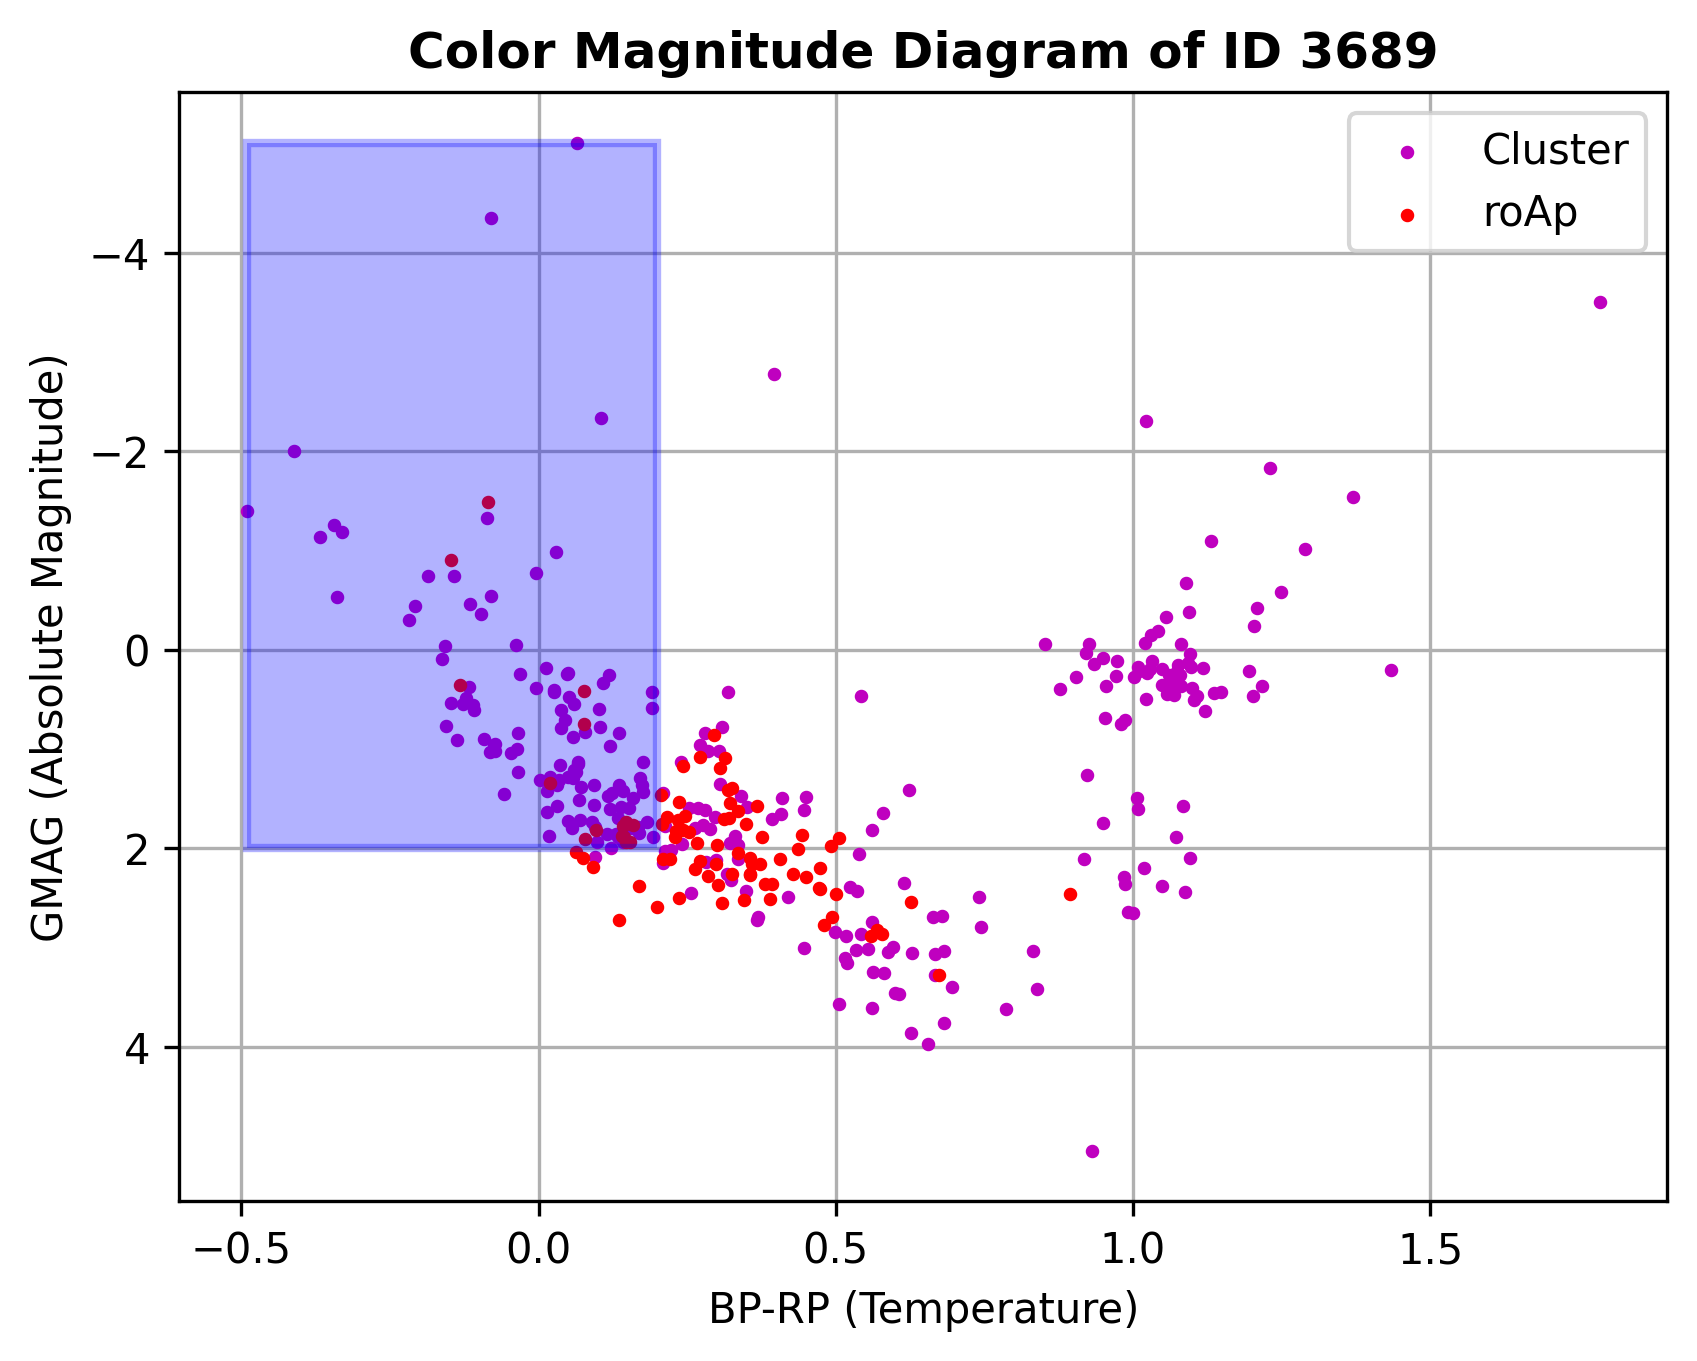 Color Magnitude Diagram of ID 3689
Cluster
roAp
GMAG (Absolute Magnitude)
−4
−2
0
2
4
−0.5 0.0 0.5 1.0 1.5
BP-RP (Temperature)